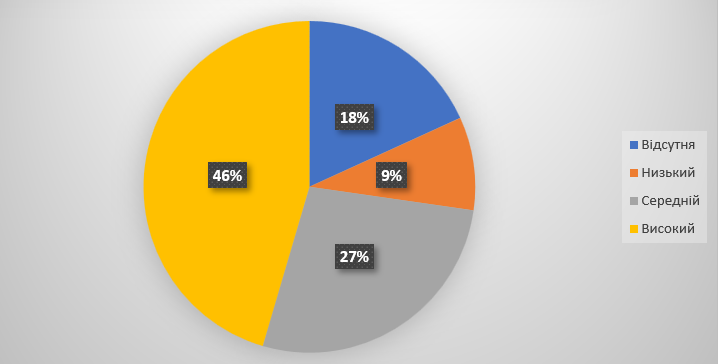 18%
9%
27%
46%
Відсутня
Низький
Середній
Високий